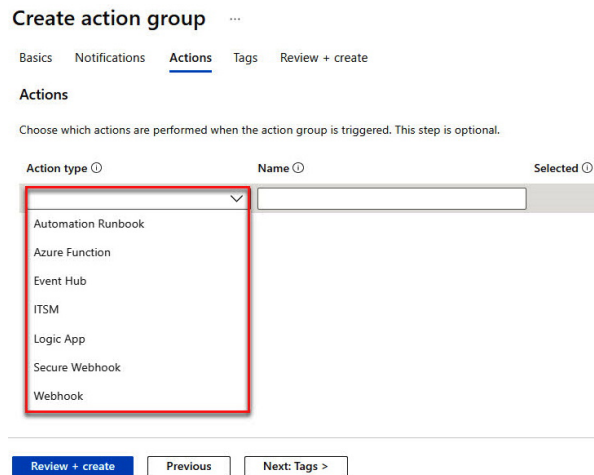 Create action group ...
Basics Notifications Actions Tags Review + create
Actions
Choose which actions are performed when the action group is triggered. This step is optional.
Action type Name Selected
Automation Runbook
Azure Function
Event Hub
ITSM
Logic App
Secure Webhook
Webhook
Review + create Previous Next: Tags >